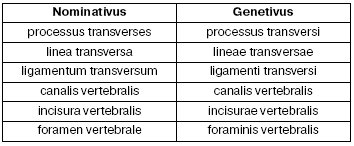 Nominativus Genetivus
processus transverses processus transversi
linea transversa lineae transversae
ligamentum transversum ligamenti transversi
canalis vertebralis canalis vertebralis
incisura vertebralis incisurae vertebralis
foramen vertebrale foraminis vertebralis